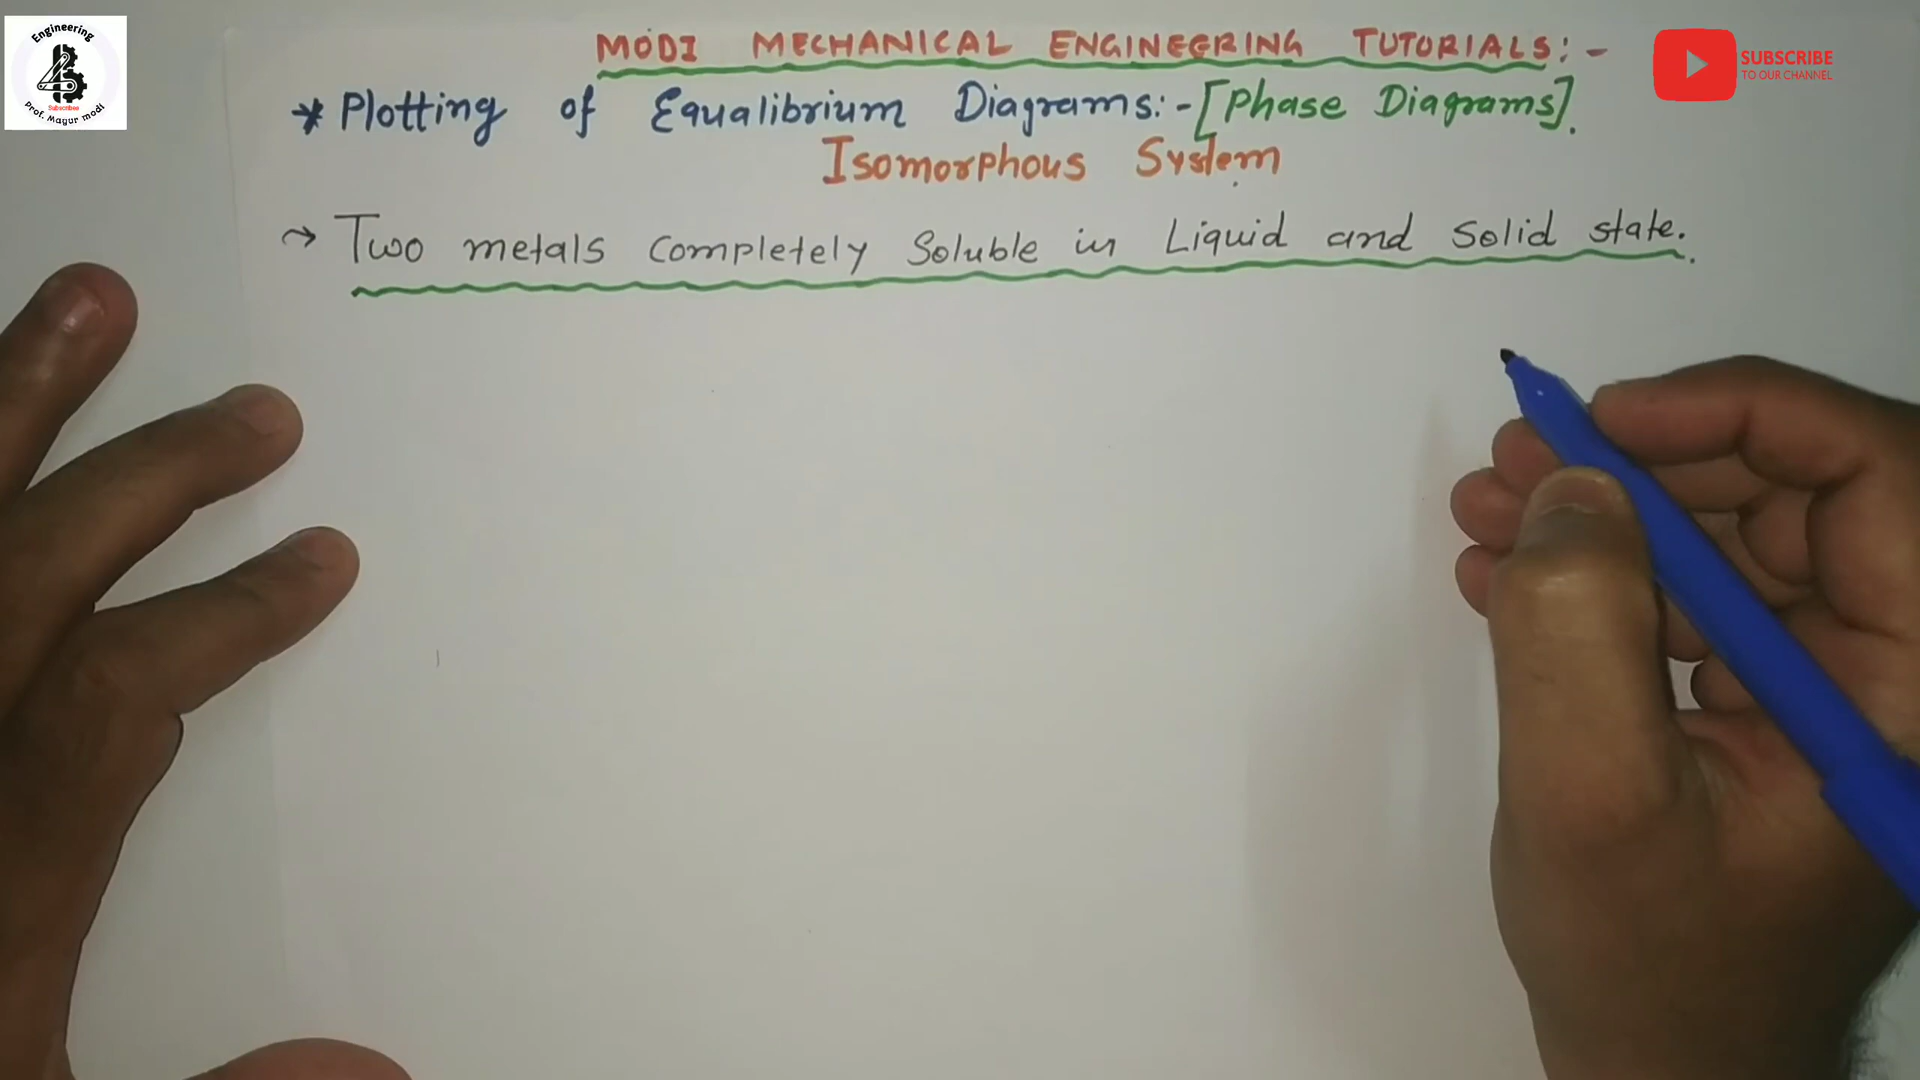 Engineering
Subscribes
Prof. Mayur modi
MODI MECHANICAL ENGINEERING TUTORIALS:-
SUBSCRIBE
TO OUR CHANNEL
* Plotting of Equalibrium Diagrams:-[Phase Diagrams].
Isomorphous System
→ Two metals completely Soluble in Liquid and Solid state.